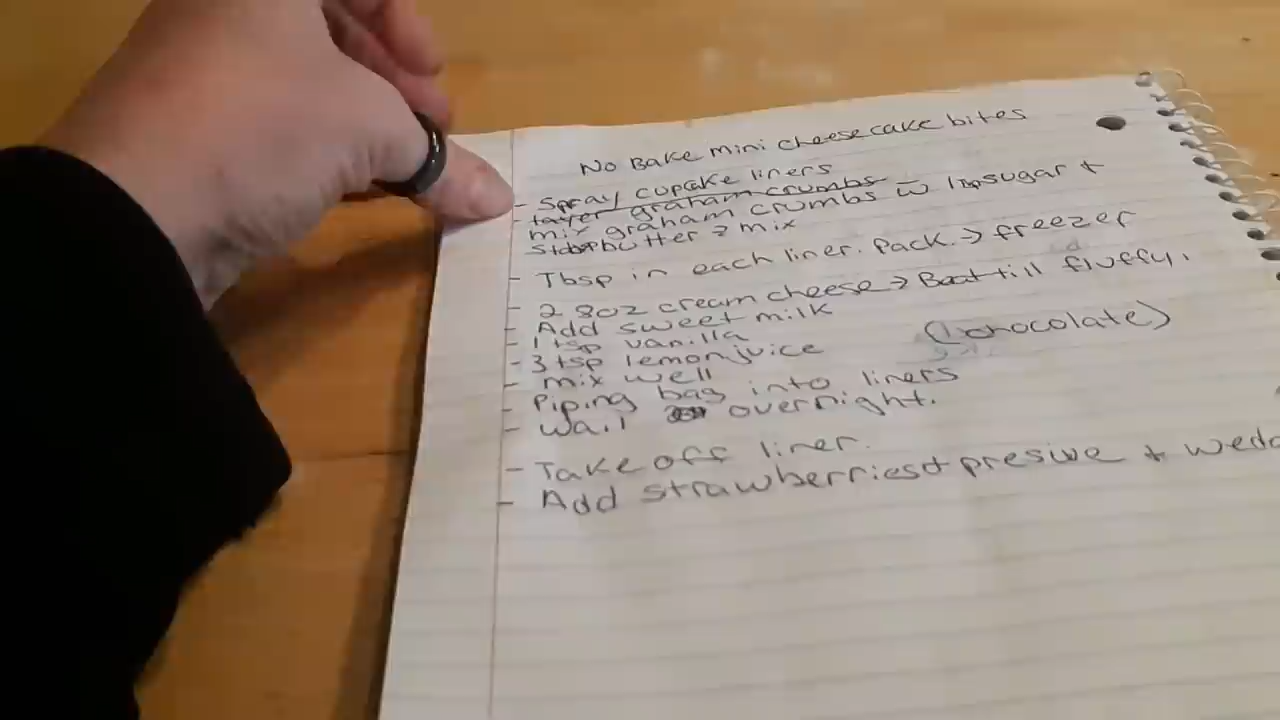 No Bake mini cheesecake bites
- Spray cupcake liners
layer graham crumbs
mix graham crumbs w sugar +
butter & mix
- Tbsp in each liner. Pack. → freezer
- 2 8oz cream cheese → Beat till fluffy.
- Add sweet milk
- 1 tsp vanilla
- 3 tsp lemon juice (chocolate)
- mix well
- Piping bag into liners
- Wait overnight.
- Take off liner.
- Add strawberries + presive +